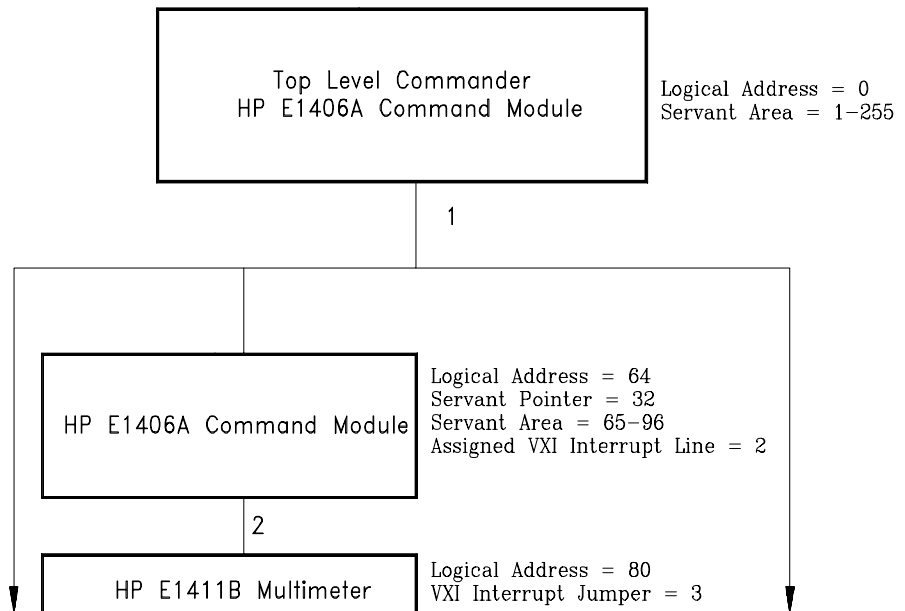 Top Level Commander
HP E1406A Command Module
Logical Address = 0
Servant Area = 1-255
1
HP E1406A Command Module
Logical Address = 64
Servant Pointer = 32
Servant Area = 65-96
Assigned VXI Interrupt Line = 2
2
HP E1411B Multimeter
Logical Address = 80
VXI Interrupt Jumper = 3